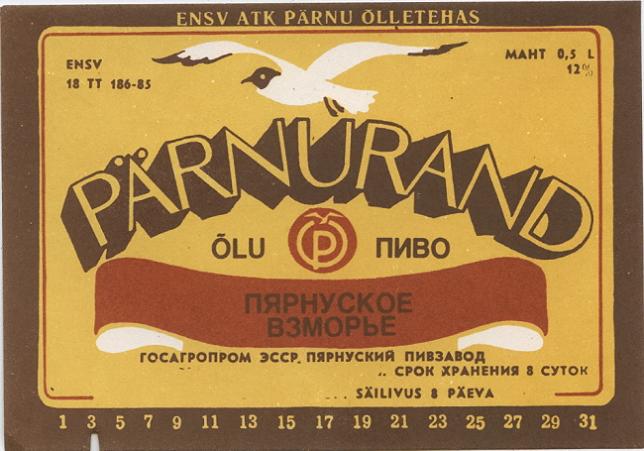 ENSV ATK PÄRNU ÕLLETEHAS
ENSV
18 TT 186-85
MAHT 0,5 L
12%
PÄRNURAND
ÕLU P ПИВО
ПЯРНУСКОЕ
ВЗМОРЬЕ
ГОСАГРОПРОМ ЭССР, ПЯРНУСКИЙ ПИВЗАВОД
СРОК ХРАНЕНИЯ 8 СУТОК
SÄILIVUS 8 PÄEVA
1 3 5 7 9 11 13 15 17 19 21 23 25 27 29 31